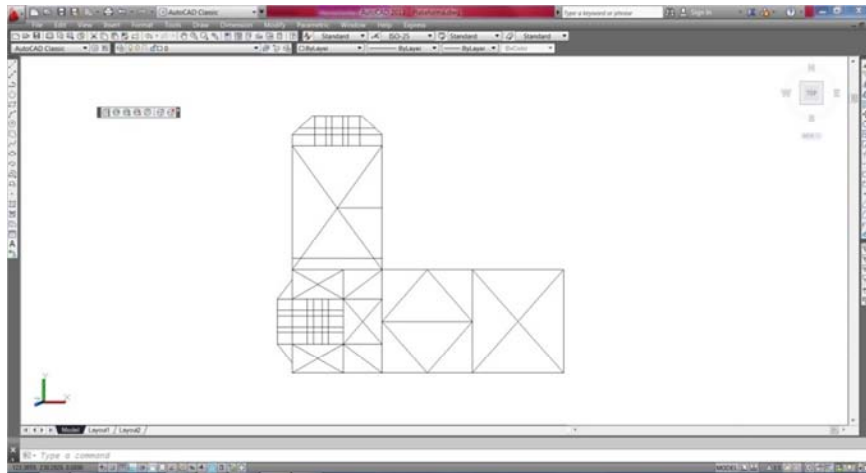 AutoCAD Classic
Type a keyword or phrase
Sign In
File Edit View Insert Format Tools Draw Dimension Modify Parametric Window Help Express
Standard ISO-25 Standard Standard
AutoCAD Classic 0 ByLayer ByLayer ByLayer ByColor
TOP
W
E
Y
X
Model Layout1 Layout2
Type a command
MODEL